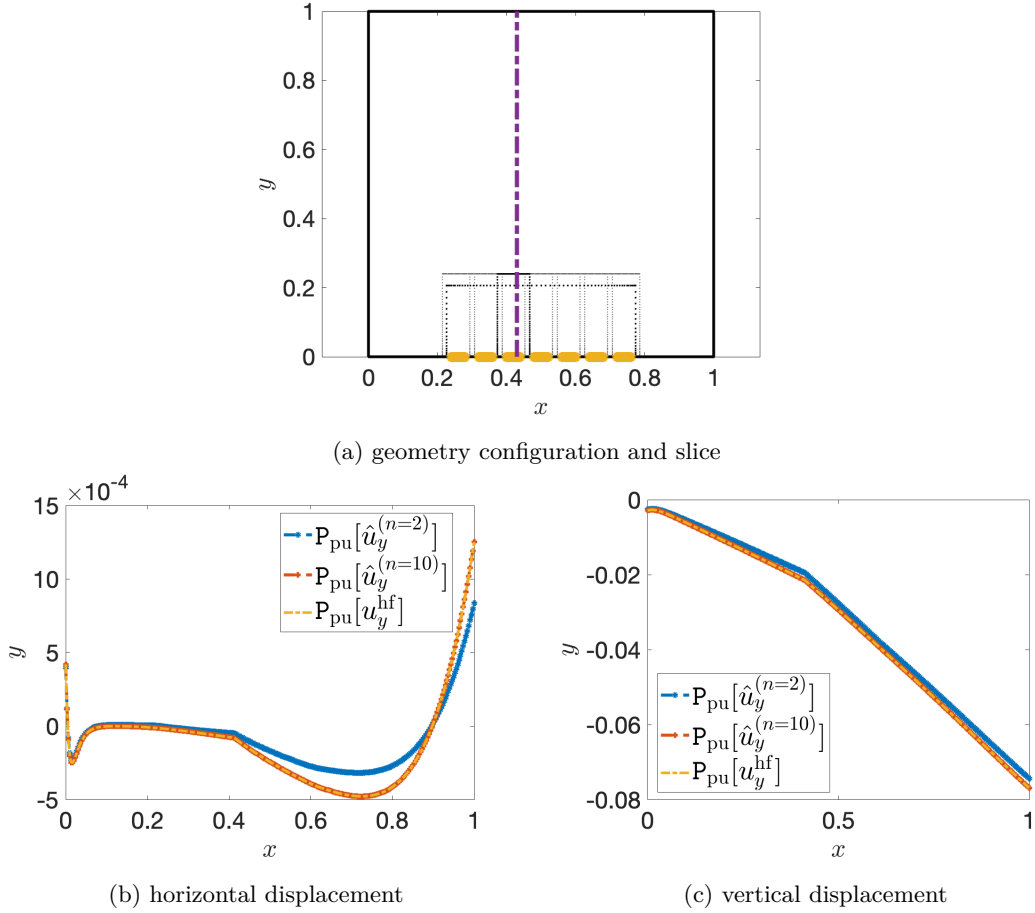 1
0.8
0.6
0.4
0.2
0
y
0 0.2 0.4 0.6 0.8 1
x
(a) geometry configuration and slice
×10⁻⁴
15
10
5
0
-5
y
0 0.2 0.4 0.6 0.8 1
x
P_pu[û_y^(n=2)]
P_pu[û_y^(n=10)]
P_pu[u_y^hf]
(b) horizontal displacement
0
-0.02
-0.04
-0.06
-0.08
y
0 0.5 1
x
P_pu[û_y^(n=2)]
P_pu[û_y^(n=10)]
P_pu[u_y^hf]
(c) vertical displacement